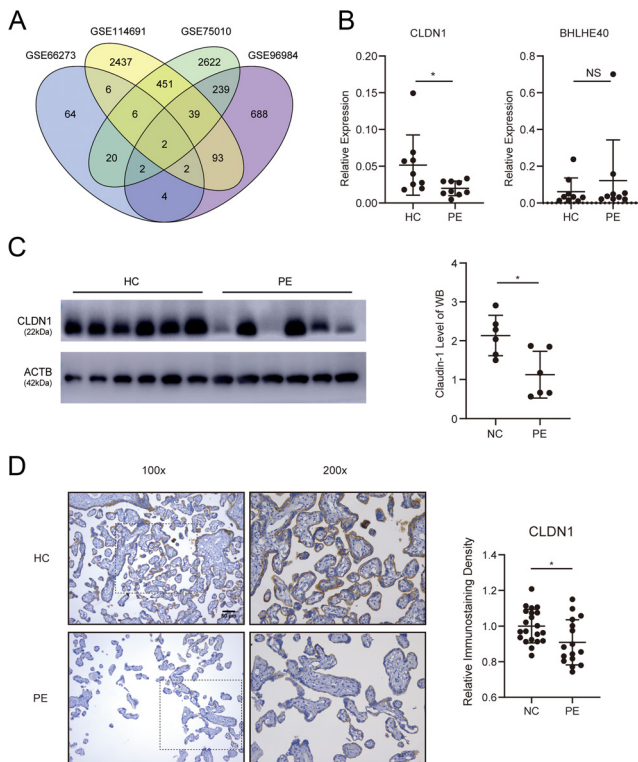 A
GSE66273
GSE114691
GSE75010
GSE96984
2437
2622
64
6
451
239
688
6
39
2
20
2
2
93
4
B
CLDN1
Relative Expression
0.20
0.15
0.10
0.05
0.00
*
HC
PE
BHLHE40
Relative Expression
0.8
0.6
0.4
0.2
0.0
NS
HC
PE
C
HC
PE
CLDN1
(22kDa)
ACTB
(42kDa)
Claudin-1 Level of WB
4
3
2
1
0
*
NC
PE
D
100x
200x
HC
PE
CLDN1
Relative Immunostaining Density
1.4
1.2
1.0
0.8
0.6
*
NC
PE